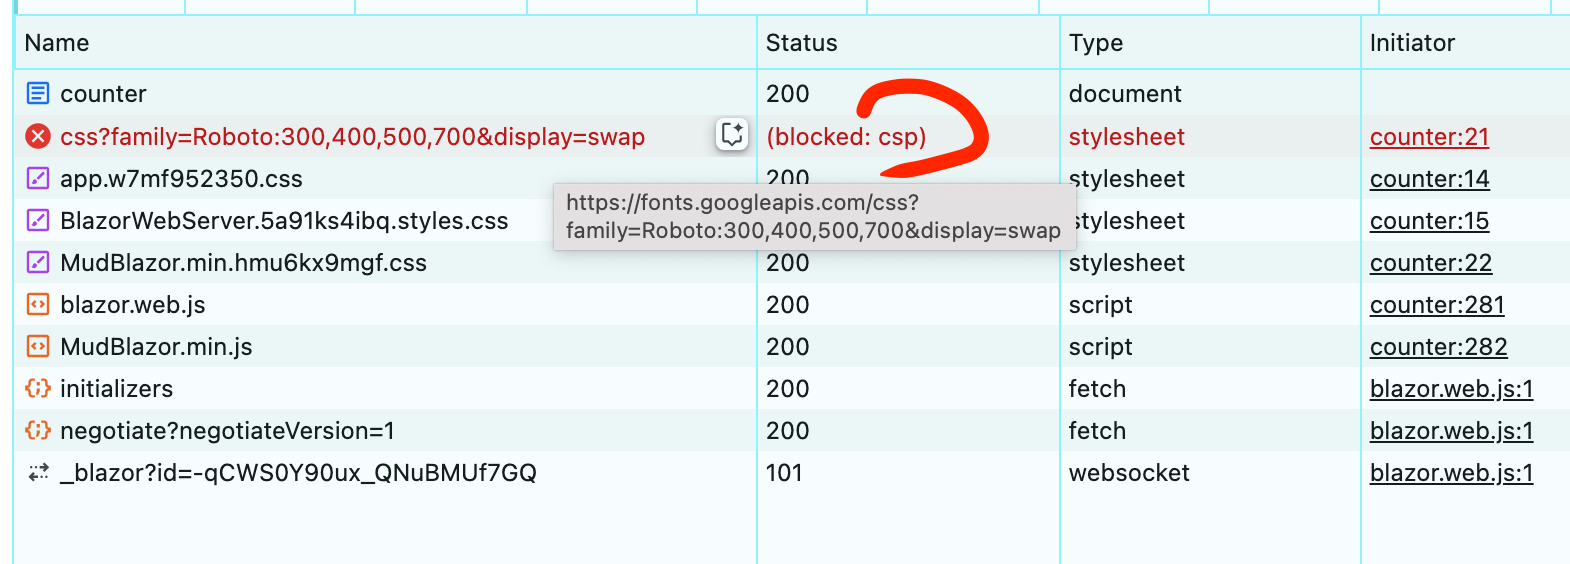 Name Status Type Initiator
counter 200 document
css?family=Roboto:300,400,500,700&display=swap (blocked: csp) stylesheet counter:21
app.w7mf952350.css 200 stylesheet counter:14
https://fonts.googleapis.com/css?
family=Roboto:300,400,500,700&display=swap
BlazorWebServer.5a91ks4ibq.styles.css stylesheet counter:15
MudBlazor.min.hmu6kx9mgf.css 200 stylesheet counter:22
blazor.web.js 200 script counter:281
MudBlazor.min.js 200 script counter:282
initializers 200 fetch blazor.web.js:1
negotiate?negotiateVersion=1 200 fetch blazor.web.js:1
_blazor?id=-qCWS0Y90ux_QNuBMUf7GQ 101 websocket blazor.web.js:1